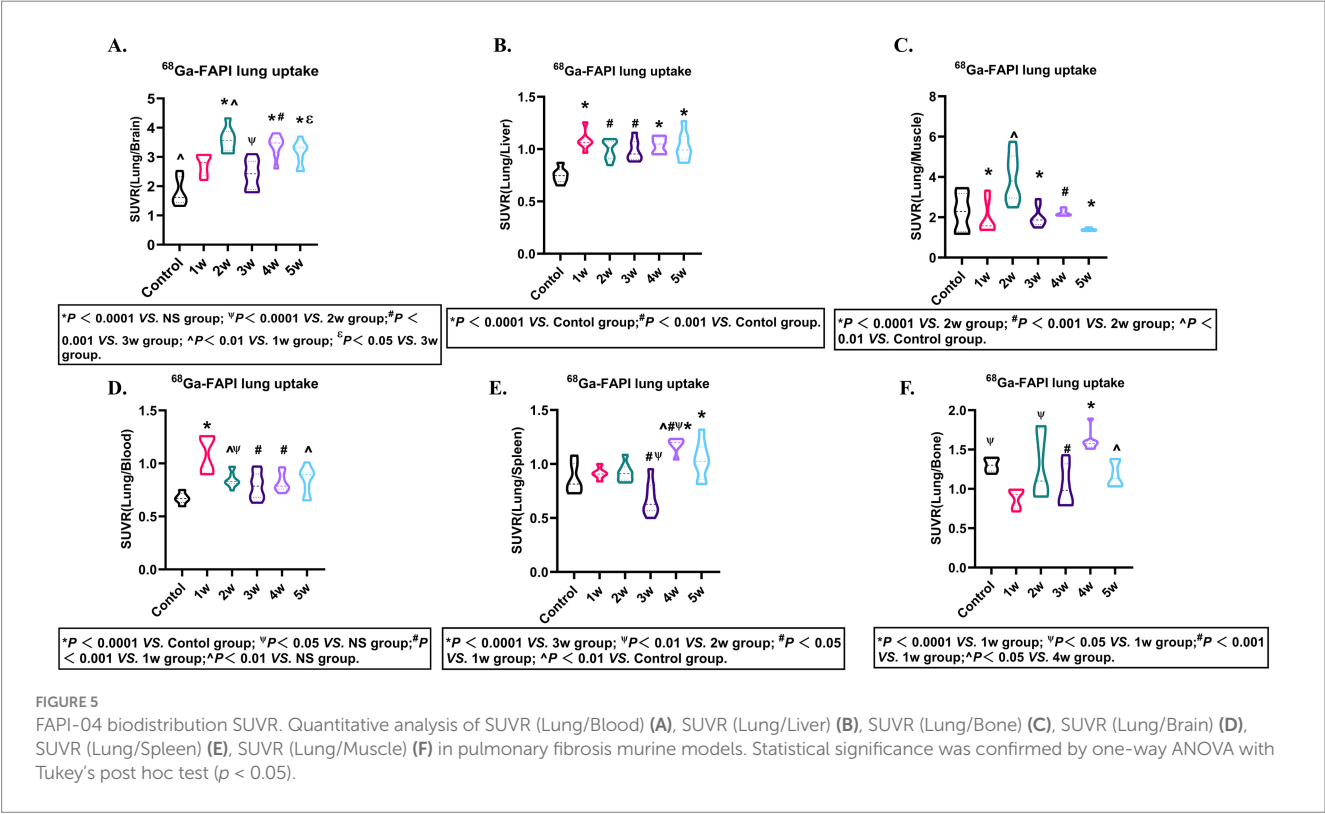 A.
⁶⁸Ga-FAPI lung uptake
SUVR(Lung/Brain)
5
4
3
2
1
0
^
*^
ψ
*#
*ε
Control
1w
2w
3w
4w
5w
*P < 0.0001 VS. NS group; ᵠP< 0.0001 VS. 2w group;#P <
0.001 VS. 3w group; ^P< 0.01 VS. 1w group; ᵋP< 0.05 VS. 3w
group.
B.
⁶⁸Ga-FAPI lung uptake
SUVR(Lung/Liver)
1.5
1.0
0.5
0.0
*
#
#
*
*
Contol
1w
2w
3w
4w
5w
*P < 0.0001 VS. Contol group;#P < 0.001 VS. Contol group.
C.
⁶⁸Ga-FAPI lung uptake
SUVR(Lung/Muscle)
8
6
4
2
0
*
^
*
#
*
Control
1w
2w
3w
4w
5w
*P < 0.0001 VS. 2w group; #P < 0.001 VS. 2w group; ^P <
0.01 VS. Control group.
D.
⁶⁸Ga-FAPI lung uptake
SUVR(Lung/Blood)
1.5
1.0
0.5
0.0
*
^ψ
#
#
^
Contol
1w
2w
3w
4w
5w
*P < 0.0001 VS. Contol group; ᵠP< 0.05 VS. NS group;#P
< 0.001 VS. 1w group;^P< 0.01 VS. NS group.
E.
⁶⁸Ga-FAPI lung uptake
SUVR(Lung/Spleen)
1.5
1.0
0.5
0.0
#ψ
^#ψ*
*
Control
1w
2w
3w
4w
5w
*P < 0.0001 VS. 3w group; ᵠP< 0.01 VS. 2w group; #P < 0.05
VS. 1w group; ^P < 0.01 VS. Control group.
F.
⁶⁸Ga-FAPI lung uptake
SUVR(Lung/Bone)
2.0
1.5
1.0
0.5
0.0
ψ
ψ
#
*
^
Control
1w
2w
3w
4w
5w
*P < 0.0001 VS. 1w group; ᵠP<0.05 VS. 1w group;#P < 0.001
VS. 1w group;^P< 0.05 VS. 4w group.
FIGURE 5
FAPI-04 biodistribution SUVR. Quantitative analysis of SUVR (Lung/Blood) (A), SUVR (Lung/Liver) (B), SUVR (Lung/Bone) (C), SUVR (Lung/Brain) (D),
SUVR (Lung/Spleen) (E), SUVR (Lung/Muscle) (F) in pulmonary fibrosis murine models. Statistical significance was confirmed by one-way ANOVA with
Tukey's post hoc test (p < 0.05).